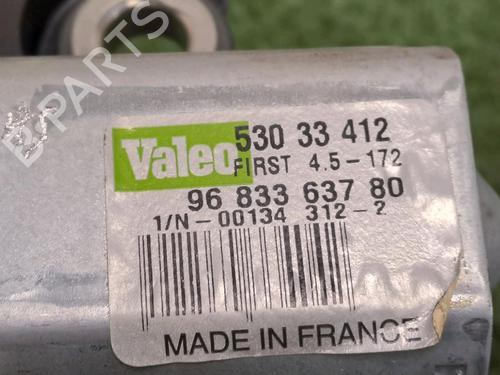 Valeo
530 33 412
FIRST 4.5-172
96 833 637 80
1/N-00134 312-2
MADE IN FRANCE